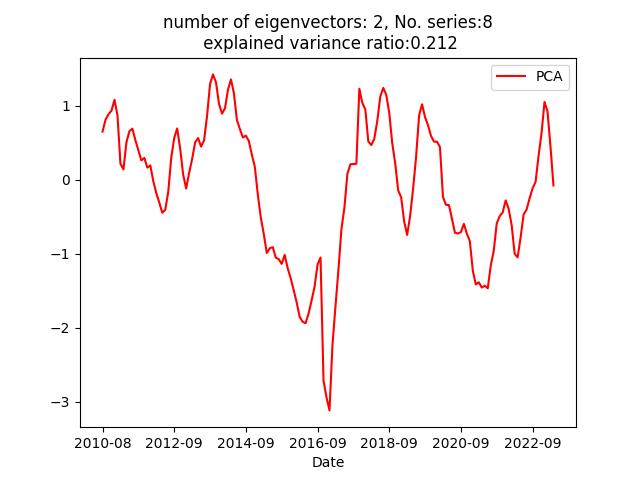 number of eigenvectors: 2, No. series:8
explained variance ratio:0.212
PCA
1
0
−1
−2
−3
2010-08 2012-09 2014-09 2016-09 2018-09 2020-09 2022-09
Date